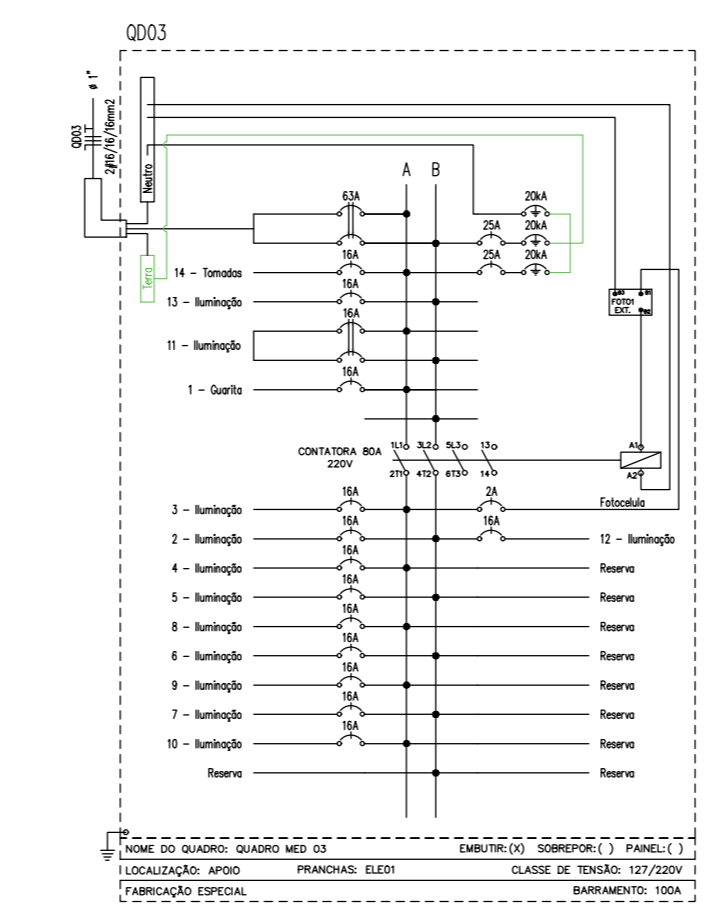 QD03
ø 1"
QD03
2#16/16/16mm2
Neutro
Terra
A B
63A 20kA
25A 20kA
16A 25A 20kA
14 - Tomadas
16A
13 - Iluminação
16A
11 - Iluminação
16A
1 - Guarita
B3 B1
FOTO1
EXT. B2
1L1 3L2 5L3 13
CONTATORA 80A
220V
2T1 4T2 6T3 14
A1
A2
16A 2A
3 - Iluminação Fotocelula
16A 16A
2 - Iluminação 12 - Iluminação
16A
4 - Iluminação Reserva
16A
5 - Iluminação Reserva
16A
8 - Iluminação Reserva
16A
6 - Iluminação Reserva
16A
9 - Iluminação Reserva
16A
7 - Iluminação Reserva
16A
10 - Iluminação Reserva
Reserva Reserva
NOME DO QUADRO: QUADRO MED 03 EMBUTIR:(X) SOBREPOR:( ) PAINEL:( )
LOCALIZAÇÃO: APOIO PRANCHAS: ELE01 CLASSE DE TENSÃO: 127/220V
FABRICAÇÃO ESPECIAL BARRAMENTO: 100A